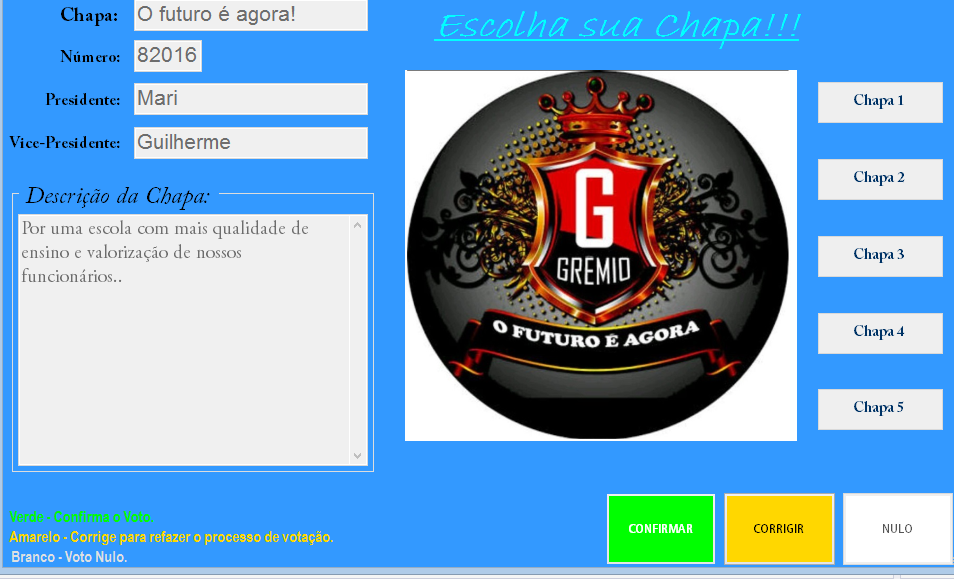 Chapa: O futuro é agora!
Número: 82016
Presidente: Mari
Vice-Presidente: Guilherme
Descrição da Chapa:
Por uma escola com mais qualidade de
ensino e valorização de nossos
funcionários..
Escolha sua Chapa!!!
G
GREMIO
O FUTURO É AGORA
Chapa 1
Chapa 2
Chapa 3
Chapa 4
Chapa 5
Verde - Confirma o Voto.
Amarelo - Corrige para refazer o processo de votação.
Branco - Voto Nulo.
CONFIRMAR
CORRIGIR
NULO